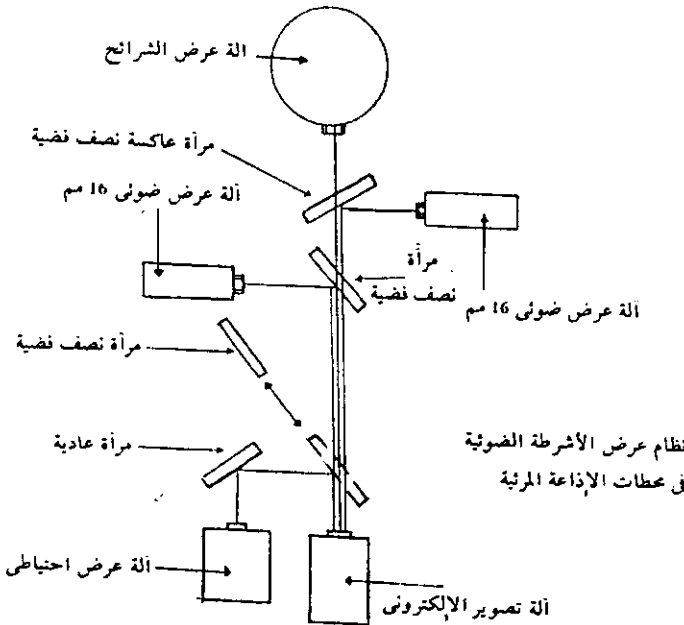 الة عرض الشرائح
مرآة عاكسة نصف فضية
آلة عرض ضوئى 16 مم
مرآة
نصف فضية
آلة عرض ضوئى 16 مم
مرآة نصف فضية
مرآة عادية
نظام عرض الأشرطة الضوئية
فى محطات الإذاعة المرئية
آلة عرض احتياطى
آلة تصوير الإلكترونى